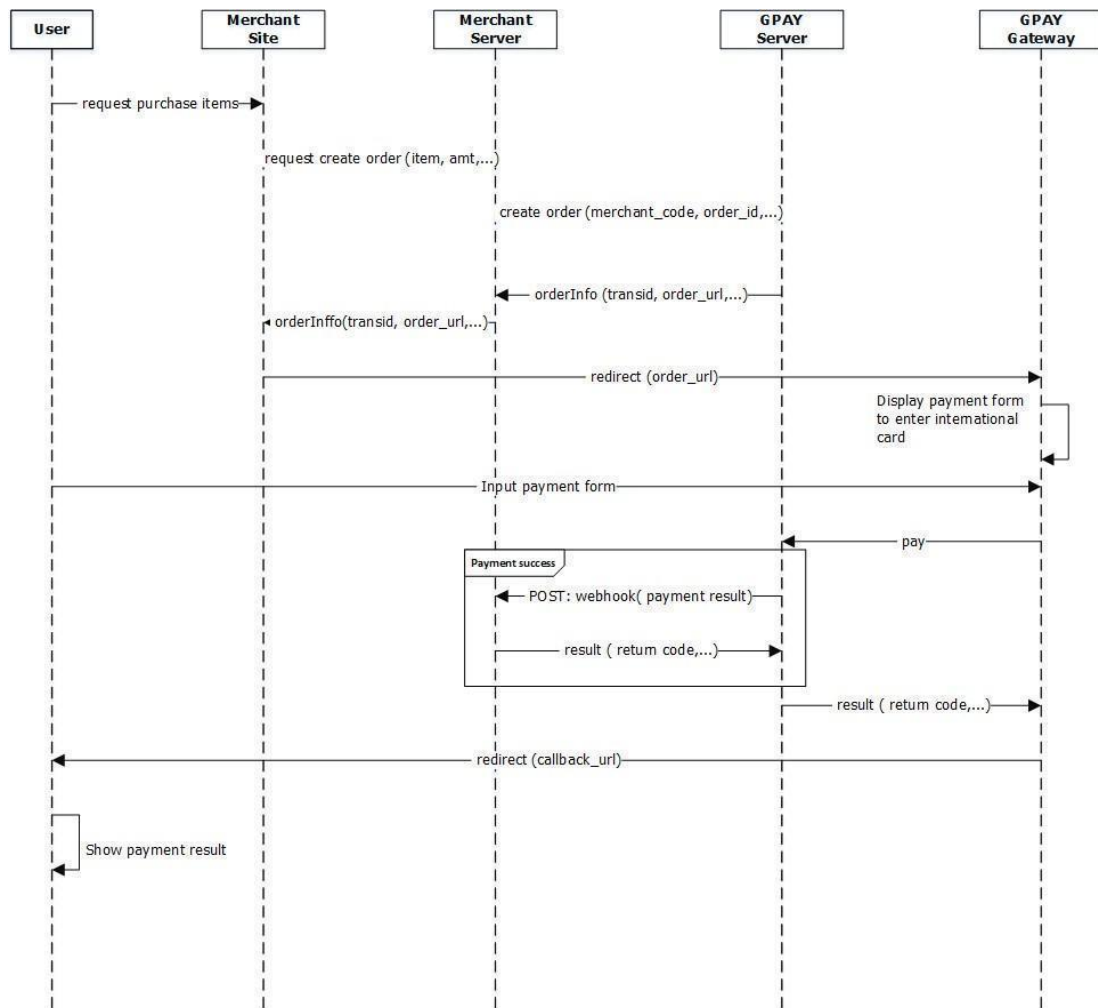 User
Merchant
Site
Merchant
Server
GPAY
Server
GPAY
Gateway
request purchase items
request create order (item, amt,...)
create order (merchant_code, order_id,...)
orderInfo (transid, order_url,...)
orderInffo(transid, order_url,...)
redirect (order_url)
Display payment form
to enter international
card
Input payment form
pay
Payment success
POST: webhook( payment result)
result ( return code,...)
result ( return code,...)
redirect (callback_url)
Show payment result